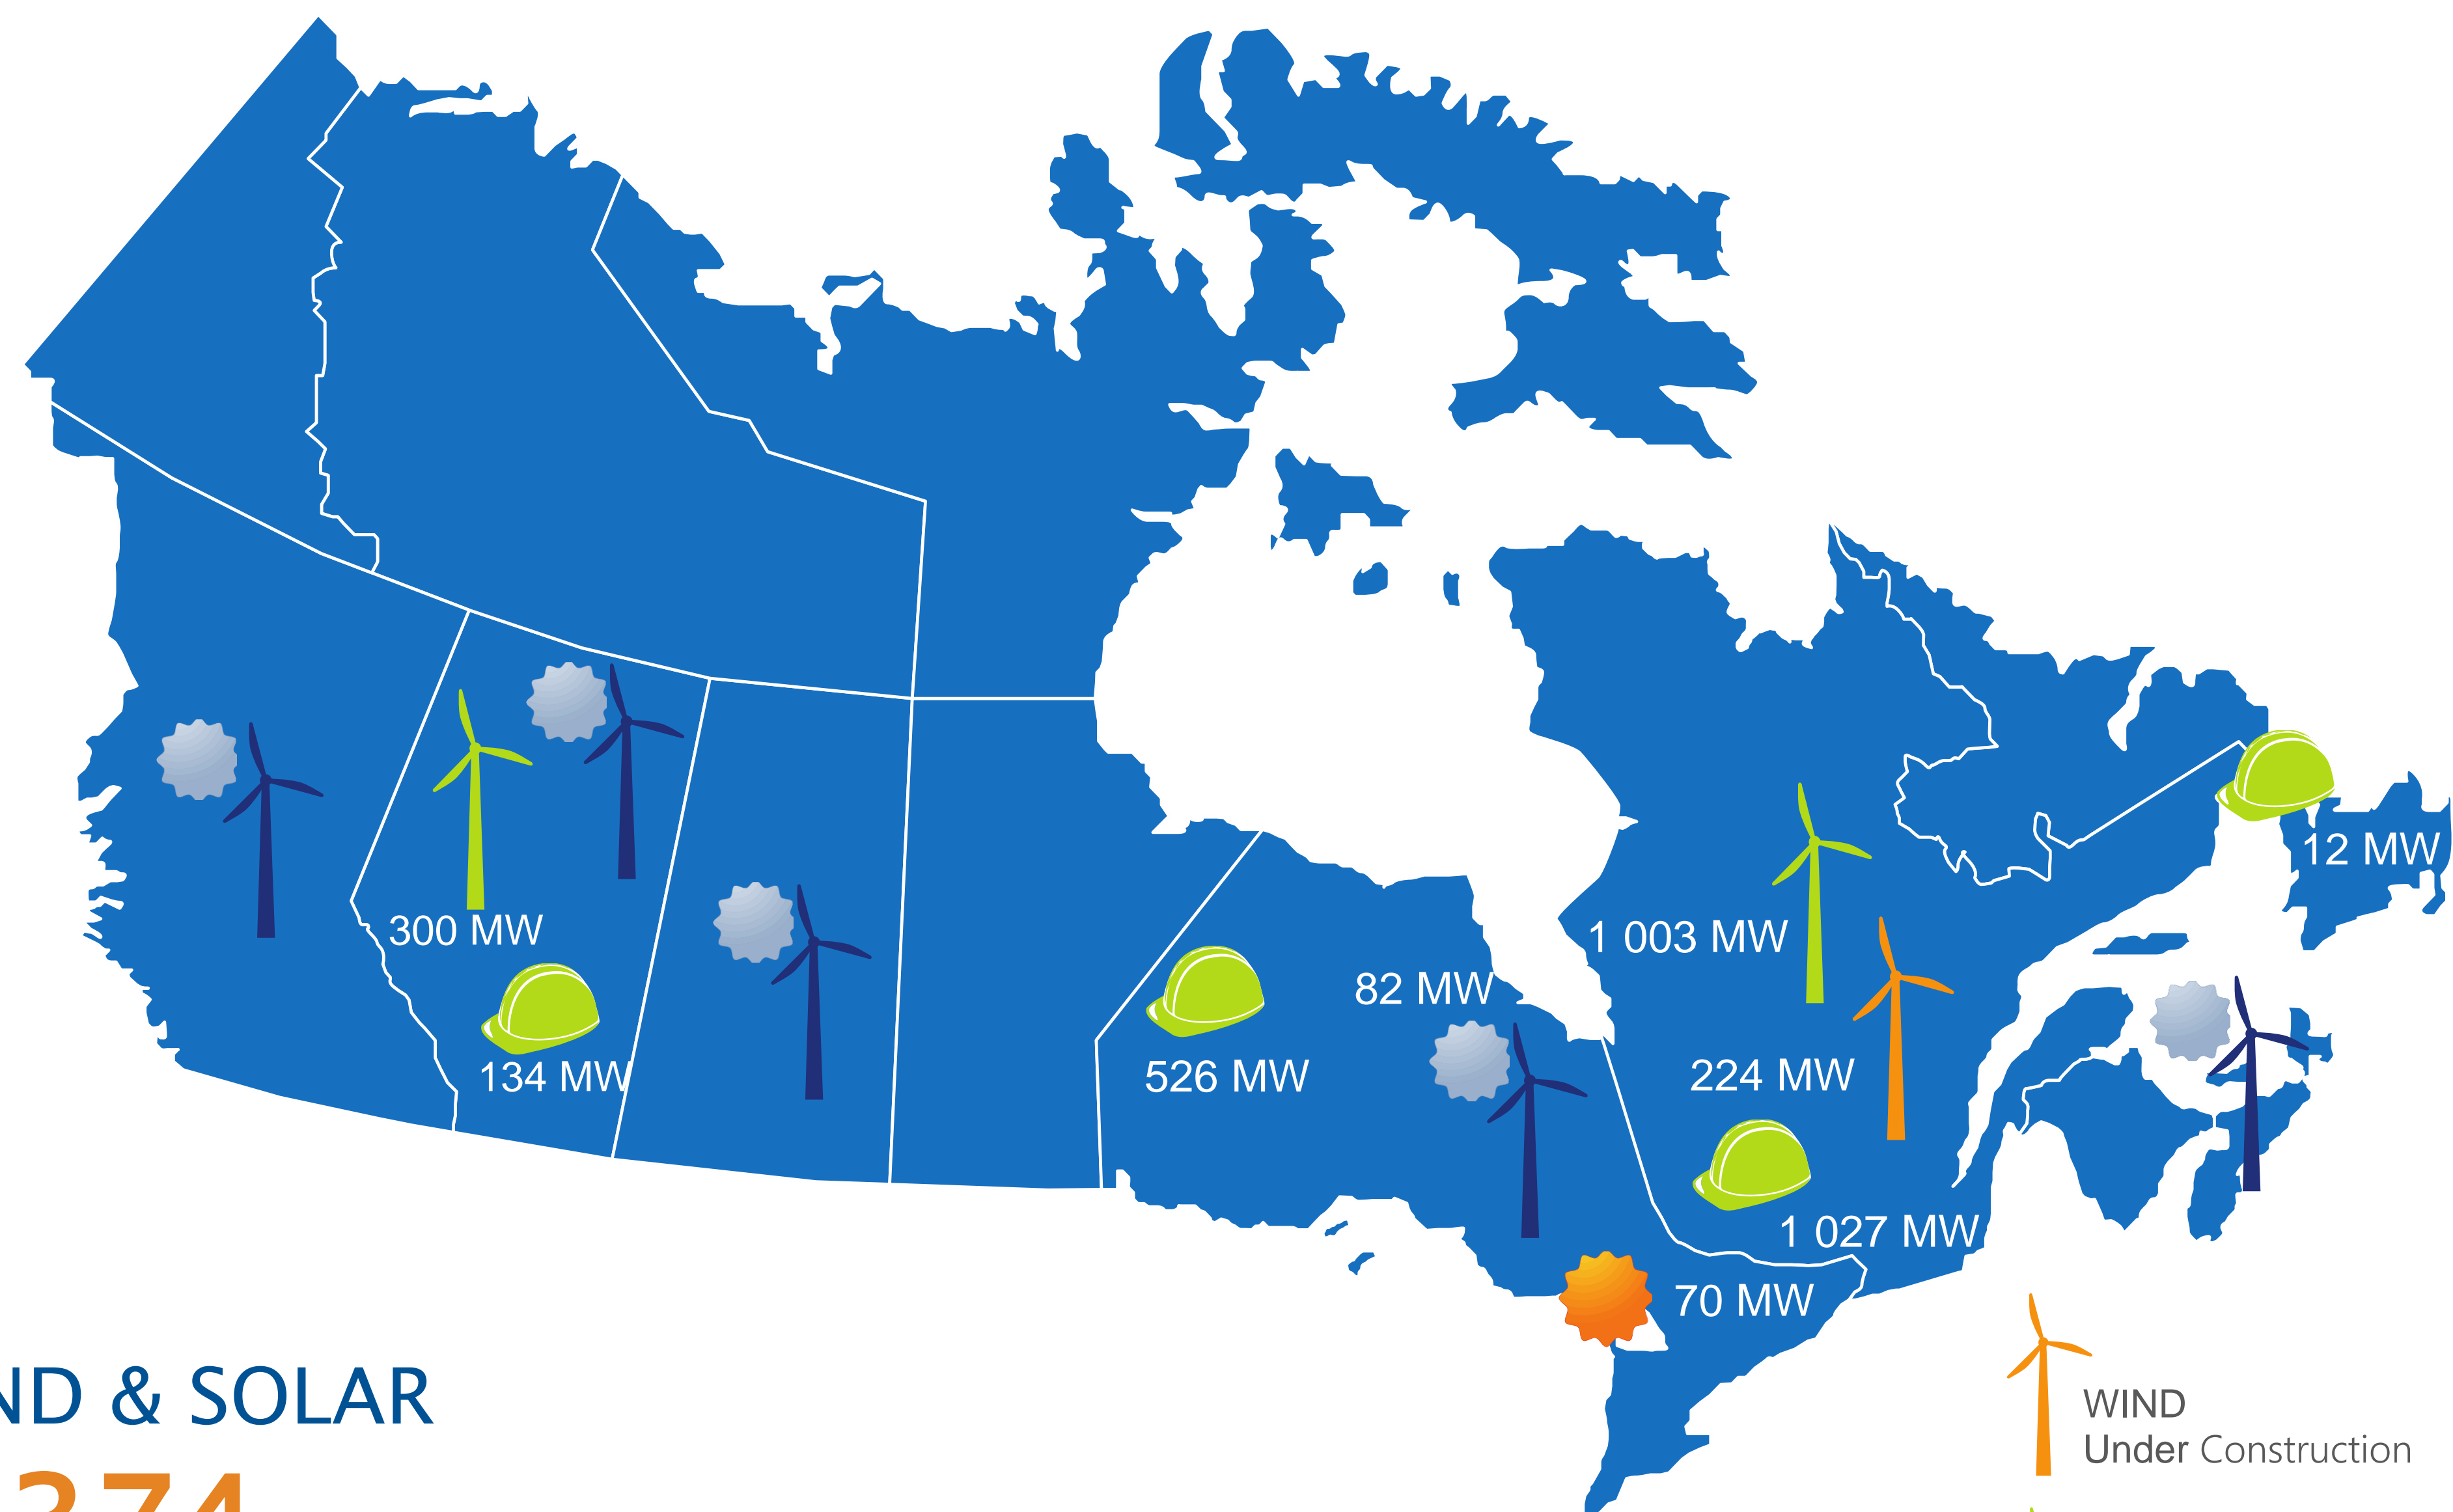 300 MW
134 MW
526 MW
82 MW
1 003 MW
224 MW
1 027 MW
70 MW
12 MW
& SOLAR
WIND
Under Construction